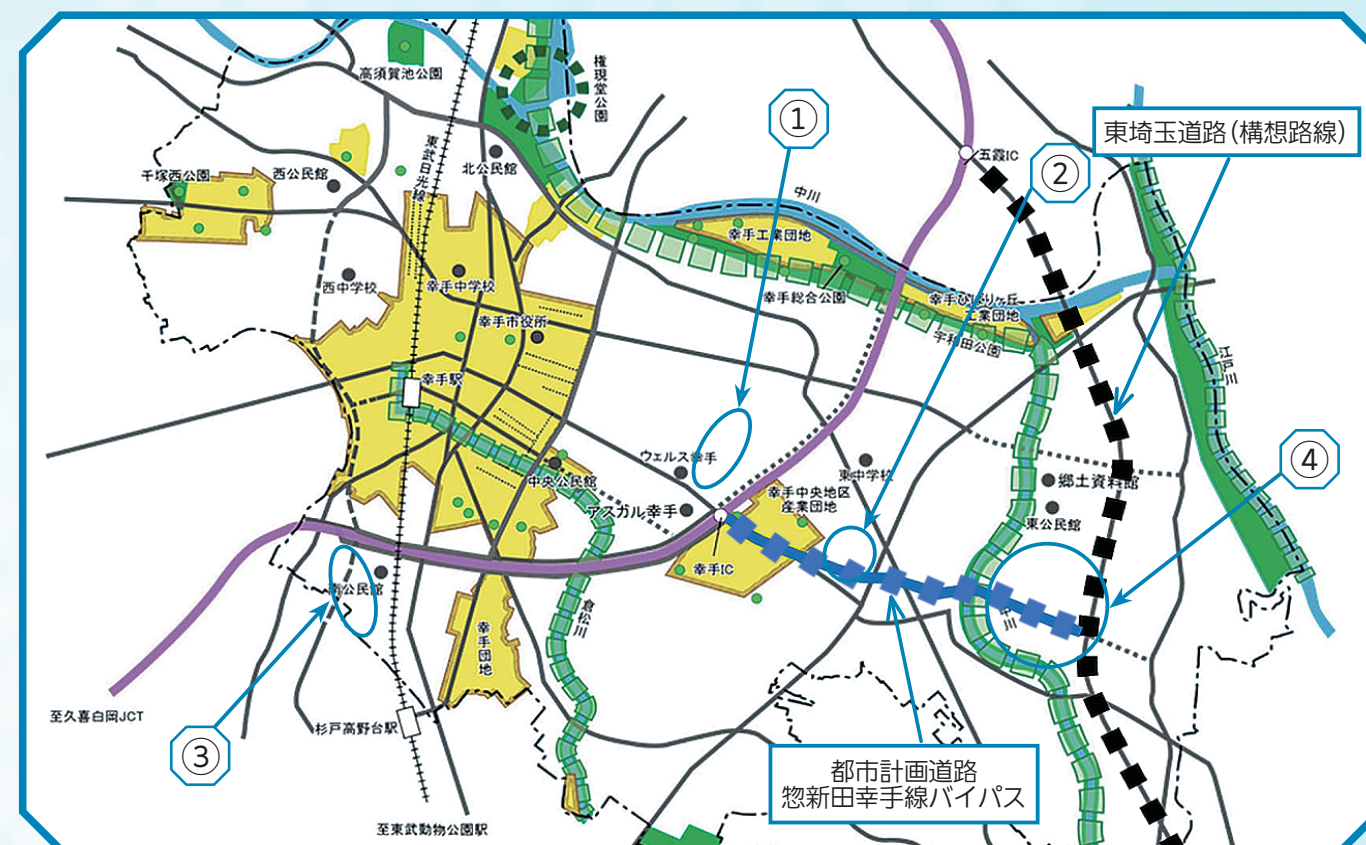 高須賀池公園
権現堂公園
①
東埼玉道路(構想路線)
五霞IC
②
東武日光線
北公民館
千塚西公園
西公民館
中川
幸手工業団地
西中学校
幸手中学校
幸手総合公園
幸手ひばりヶ丘
工業団地
宇和田公園
江戸川
幸手市役所
幸手駅
ウェルス幸手
東中学校
④
中央公民館
アスカル幸手
幸手中央地区
産業団地
郷土資料館
東公民館
幸手IC
南公民館
倉松川
川
幸手団地
至久喜白岡JCT
杉戸高野台駅
③
都市計画道路
惣新田幸手線バイパス
至東武動物公園駅